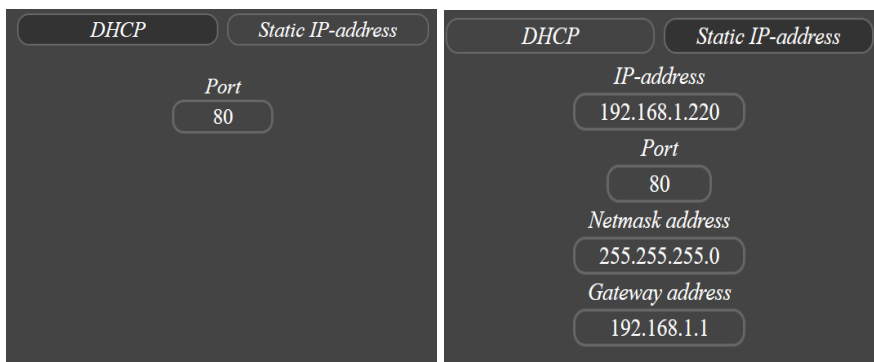 DHCP Static IP-address
Port
80
DHCP Static IP-address
IP-address
192.168.1.220
Port
80
Netmask address
255.255.255.0
Gateway address
192.168.1.1